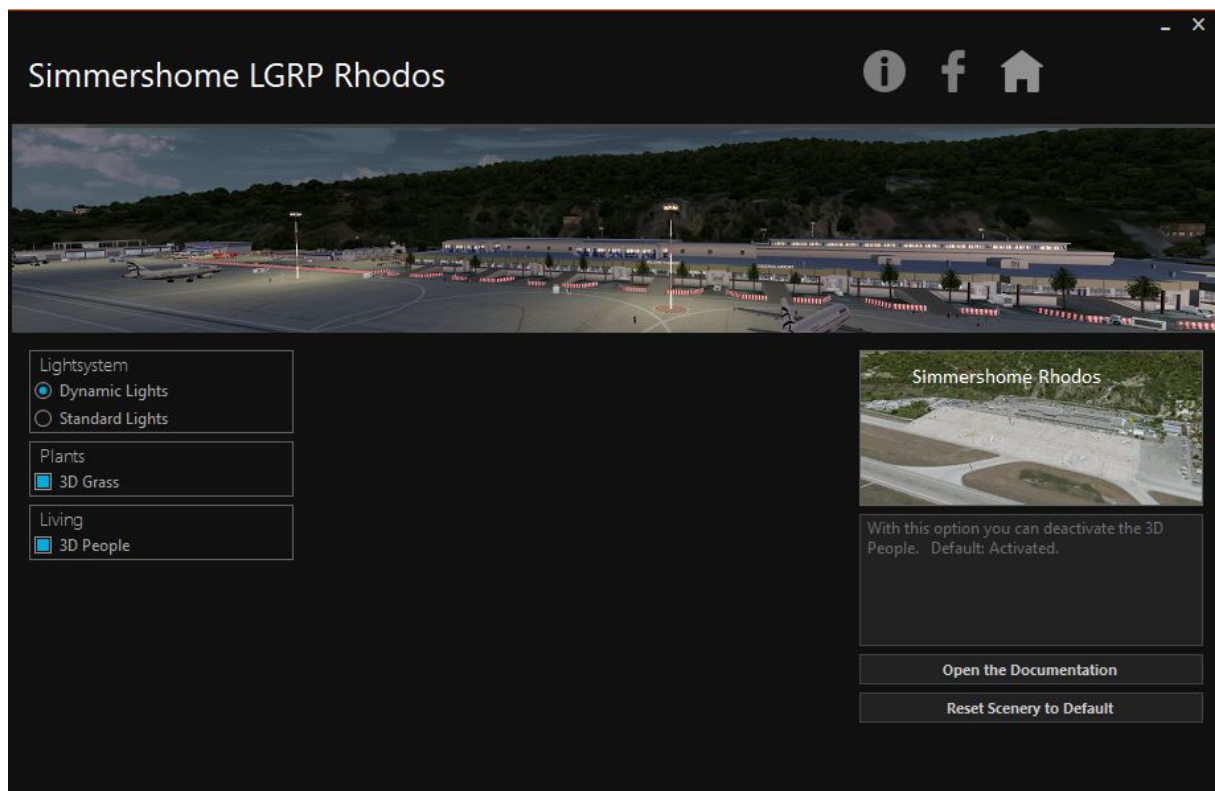 Simmershome LGRP Rhodos
Lightsystem
Dynamic Lights
Standard Lights
Plants
3D Grass
Living
3D People
Simmershome Rhodos
With this option you can deactivate the 3D
People. Default: Activated.
Open the Documentation
Reset Scenery to Default